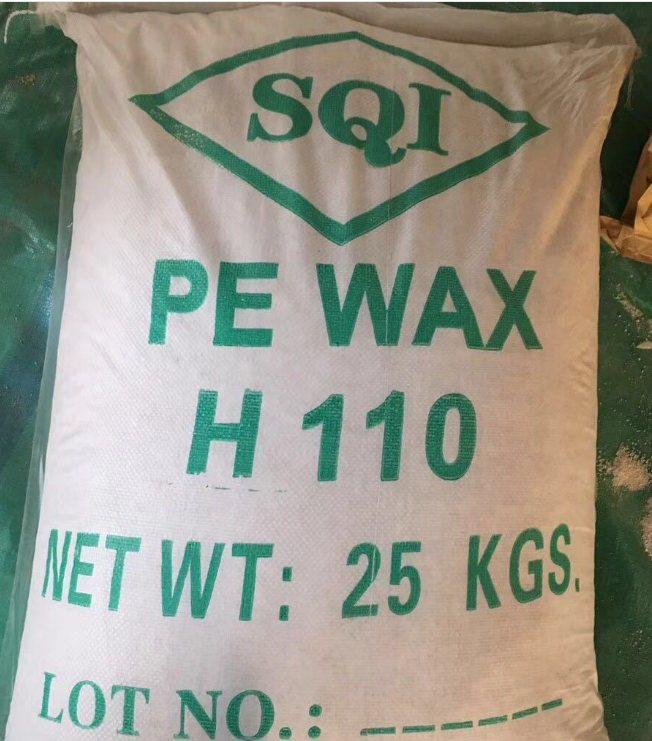 SQI
PE WAX
H 110
NET WT: 25 KGS.
LOT NO.: ------